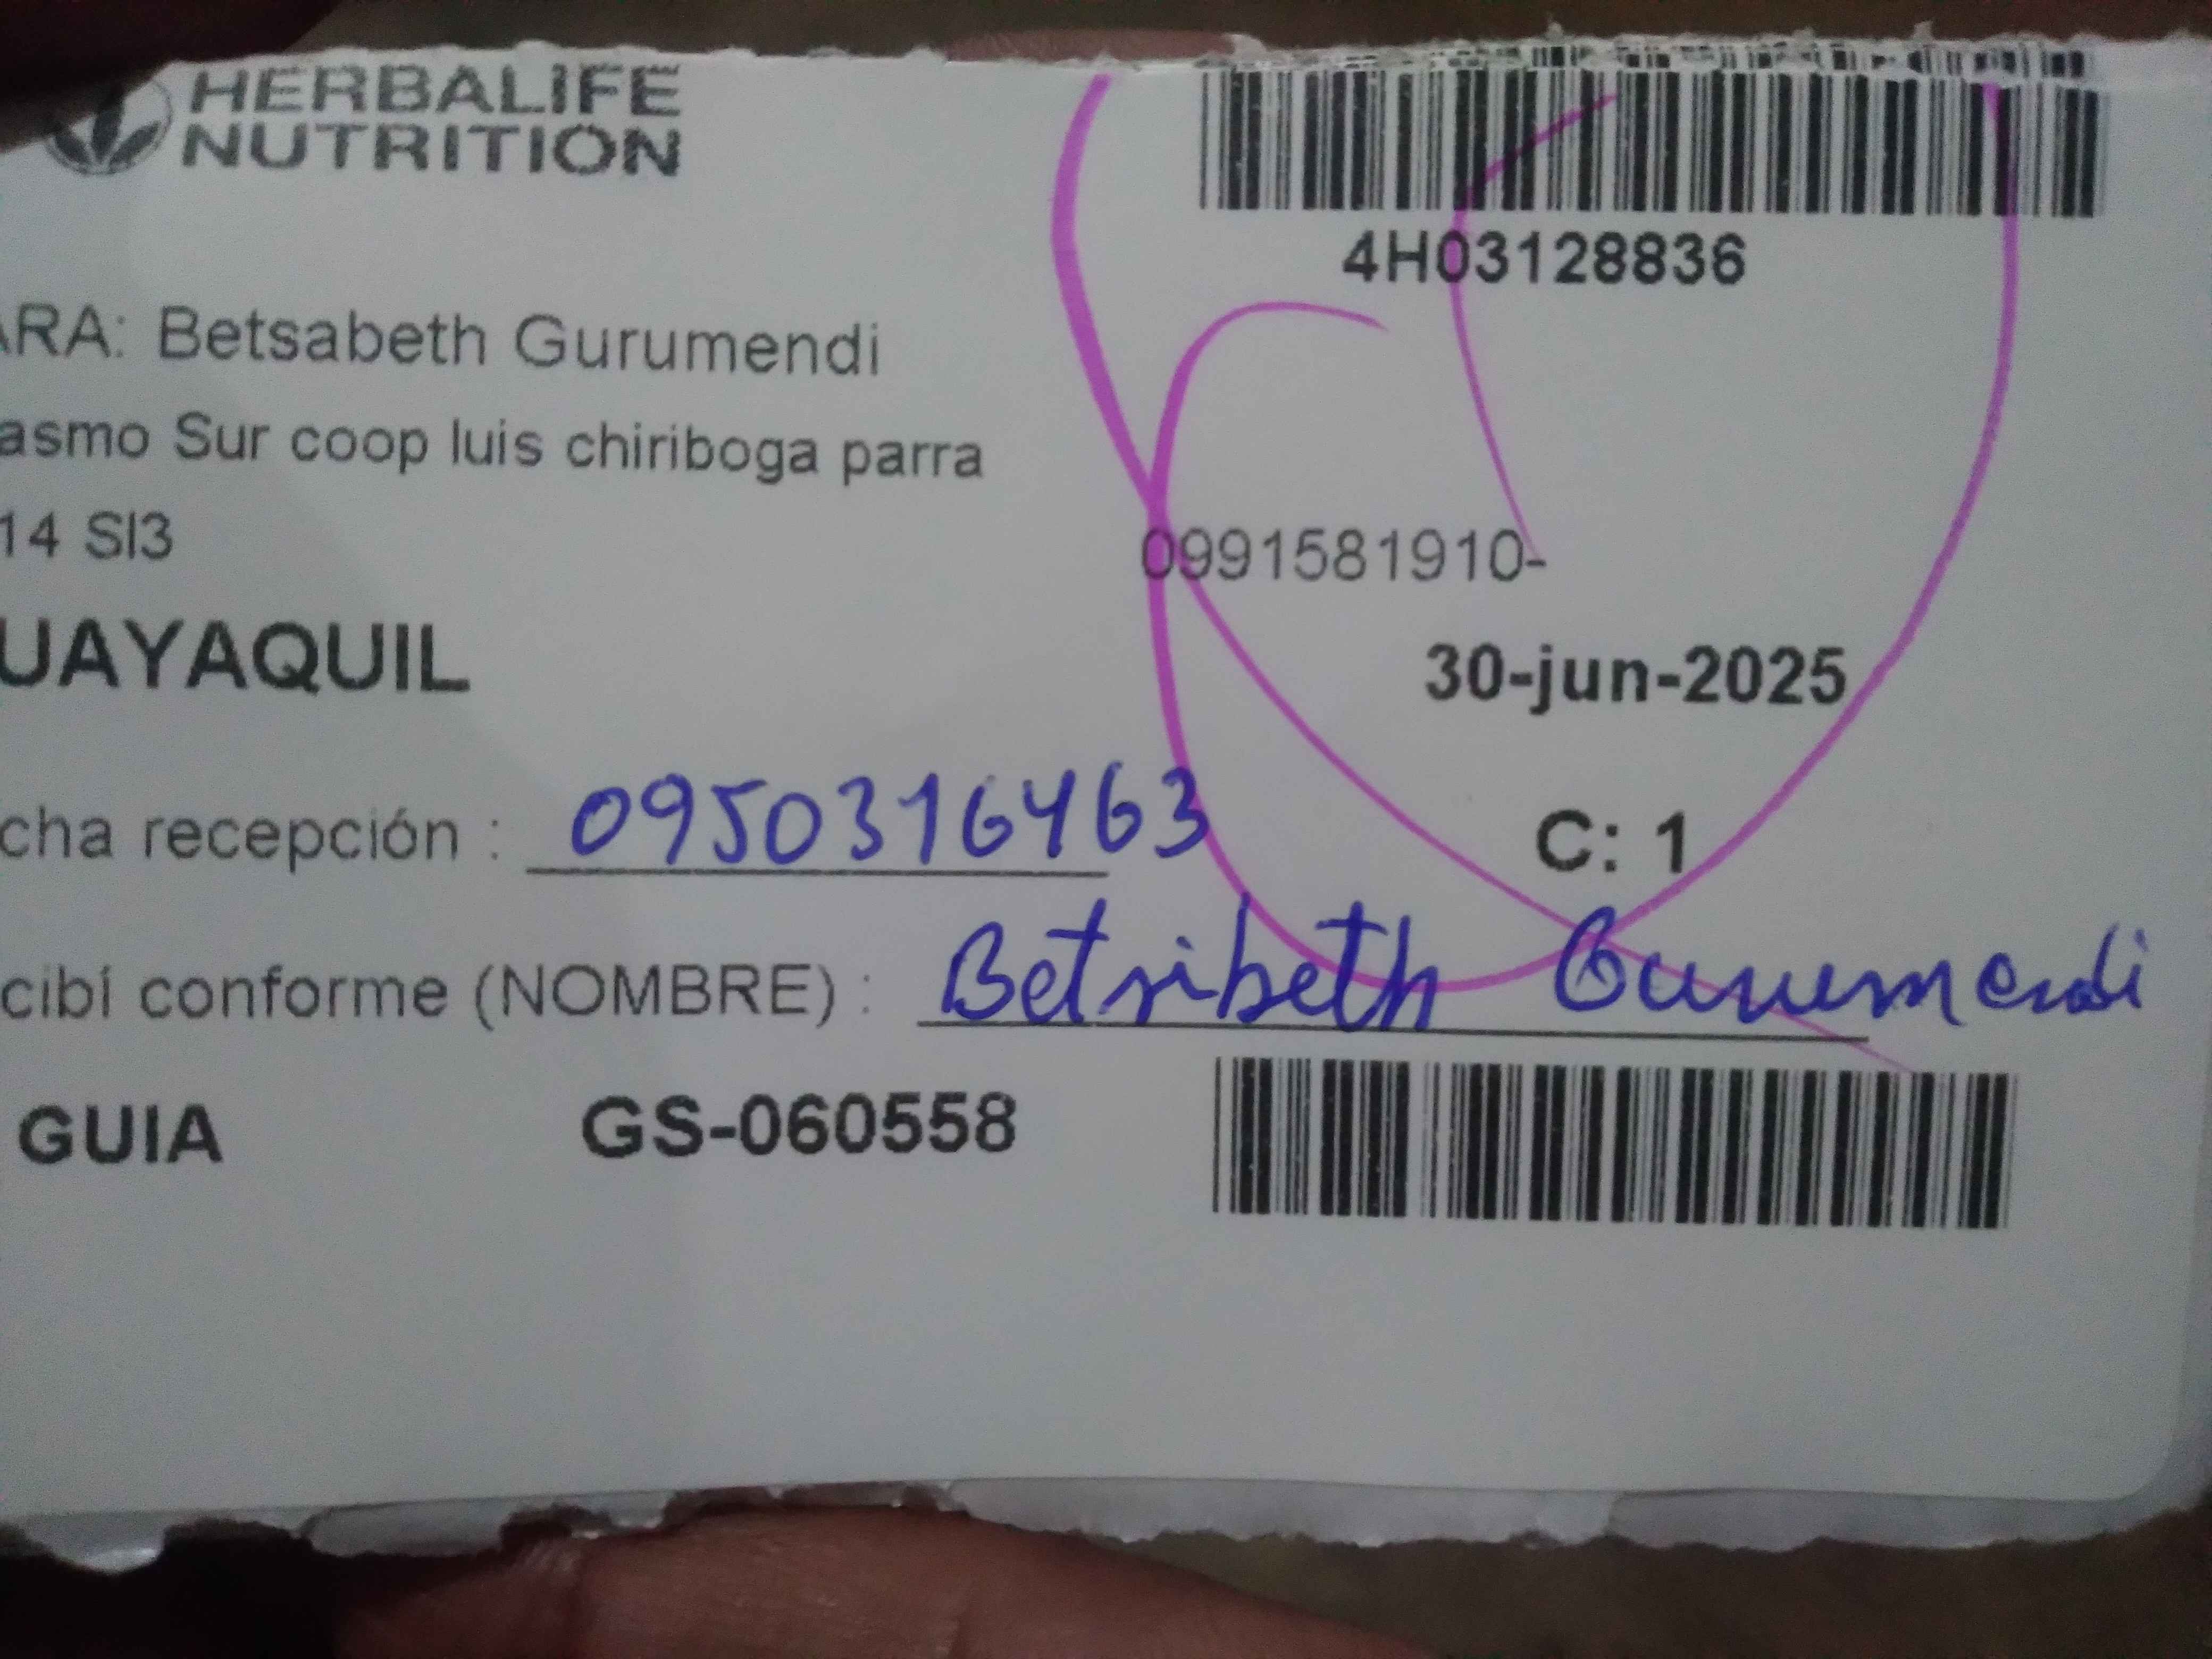 HERBALIFE
NUTRITION
4H03128836
ARA: Betsabeth Gurumendi
asmo Sur coop luis chiriboga parra
14 Sl3
0991581910-
UAYAQUIL
30-jun-2025
cha recepción : 0950316463
C: 1
cibí conforme (NOMBRE) : Betsibeth Gurumendi
GUIA GS-060558